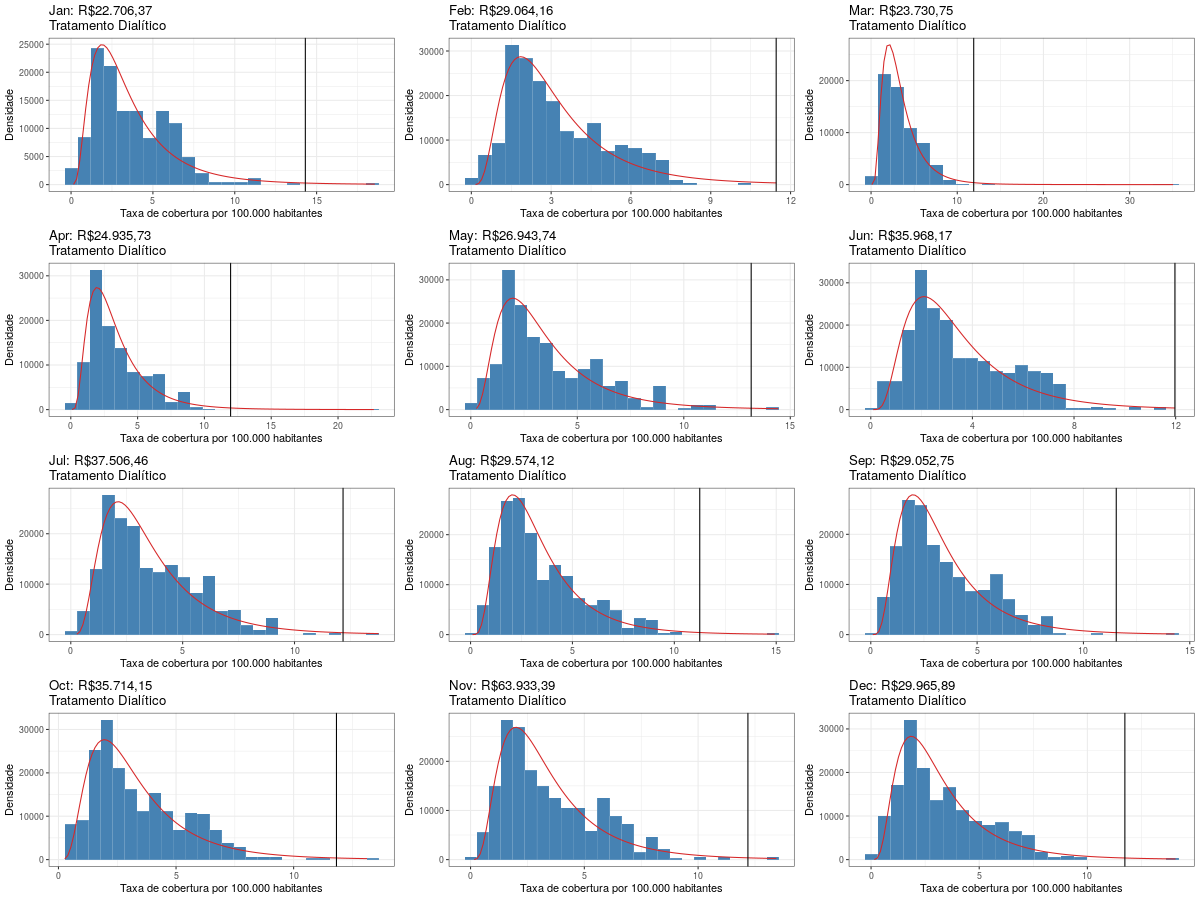 Jan: R$22.706,37
Tratamento Dialítico
Densidade
25000
20000
15000
10000
5000
0
0 5 10 15
Taxa de cobertura por 100.000 habitantes
Feb: R$29.064,16
Tratamento Dialítico
Densidade
30000
20000
10000
0
0 3 6 9 12
Taxa de cobertura por 100.000 habitantes
Mar: R$23.730,75
Tratamento Dialítico
Densidade
20000
10000
0
0 10 20 30
Taxa de cobertura por 100.000 habitantes
Apr: R$24.935,73
Tratamento Dialítico
Densidade
30000
20000
10000
0
0 5 10 15 20
Taxa de cobertura por 100.000 habitantes
May: R$26.943,74
Tratamento Dialítico
Densidade
30000
20000
10000
0
0 5 10 15
Taxa de cobertura por 100.000 habitantes
Jun: R$35.968,17
Tratamento Dialítico
Densidade
30000
20000
10000
0
0 4 8 12
Taxa de cobertura por 100.000 habitantes
Jul: R$37.506,46
Tratamento Dialítico
Densidade
20000
10000
0
0 5 10
Taxa de cobertura por 100.000 habitantes
Aug: R$29.574,12
Tratamento Dialítico
Densidade
20000
10000
0
0 5 10 15
Taxa de cobertura por 100.000 habitantes
Sep: R$29.052,75
Tratamento Dialítico
Densidade
20000
10000
0
0 5 10 15
Taxa de cobertura por 100.000 habitantes
Oct: R$35.714,15
Tratamento Dialítico
Densidade
30000
20000
10000
0
0 5 10
Taxa de cobertura por 100.000 habitantes
Nov: R$63.933,39
Tratamento Dialítico
Densidade
20000
10000
0
0 5 10
Taxa de cobertura por 100.000 habitantes
Dec: R$29.965,89
Tratamento Dialítico
Densidade
30000
20000
10000
0
0 5 10
Taxa de cobertura por 100.000 habitantes